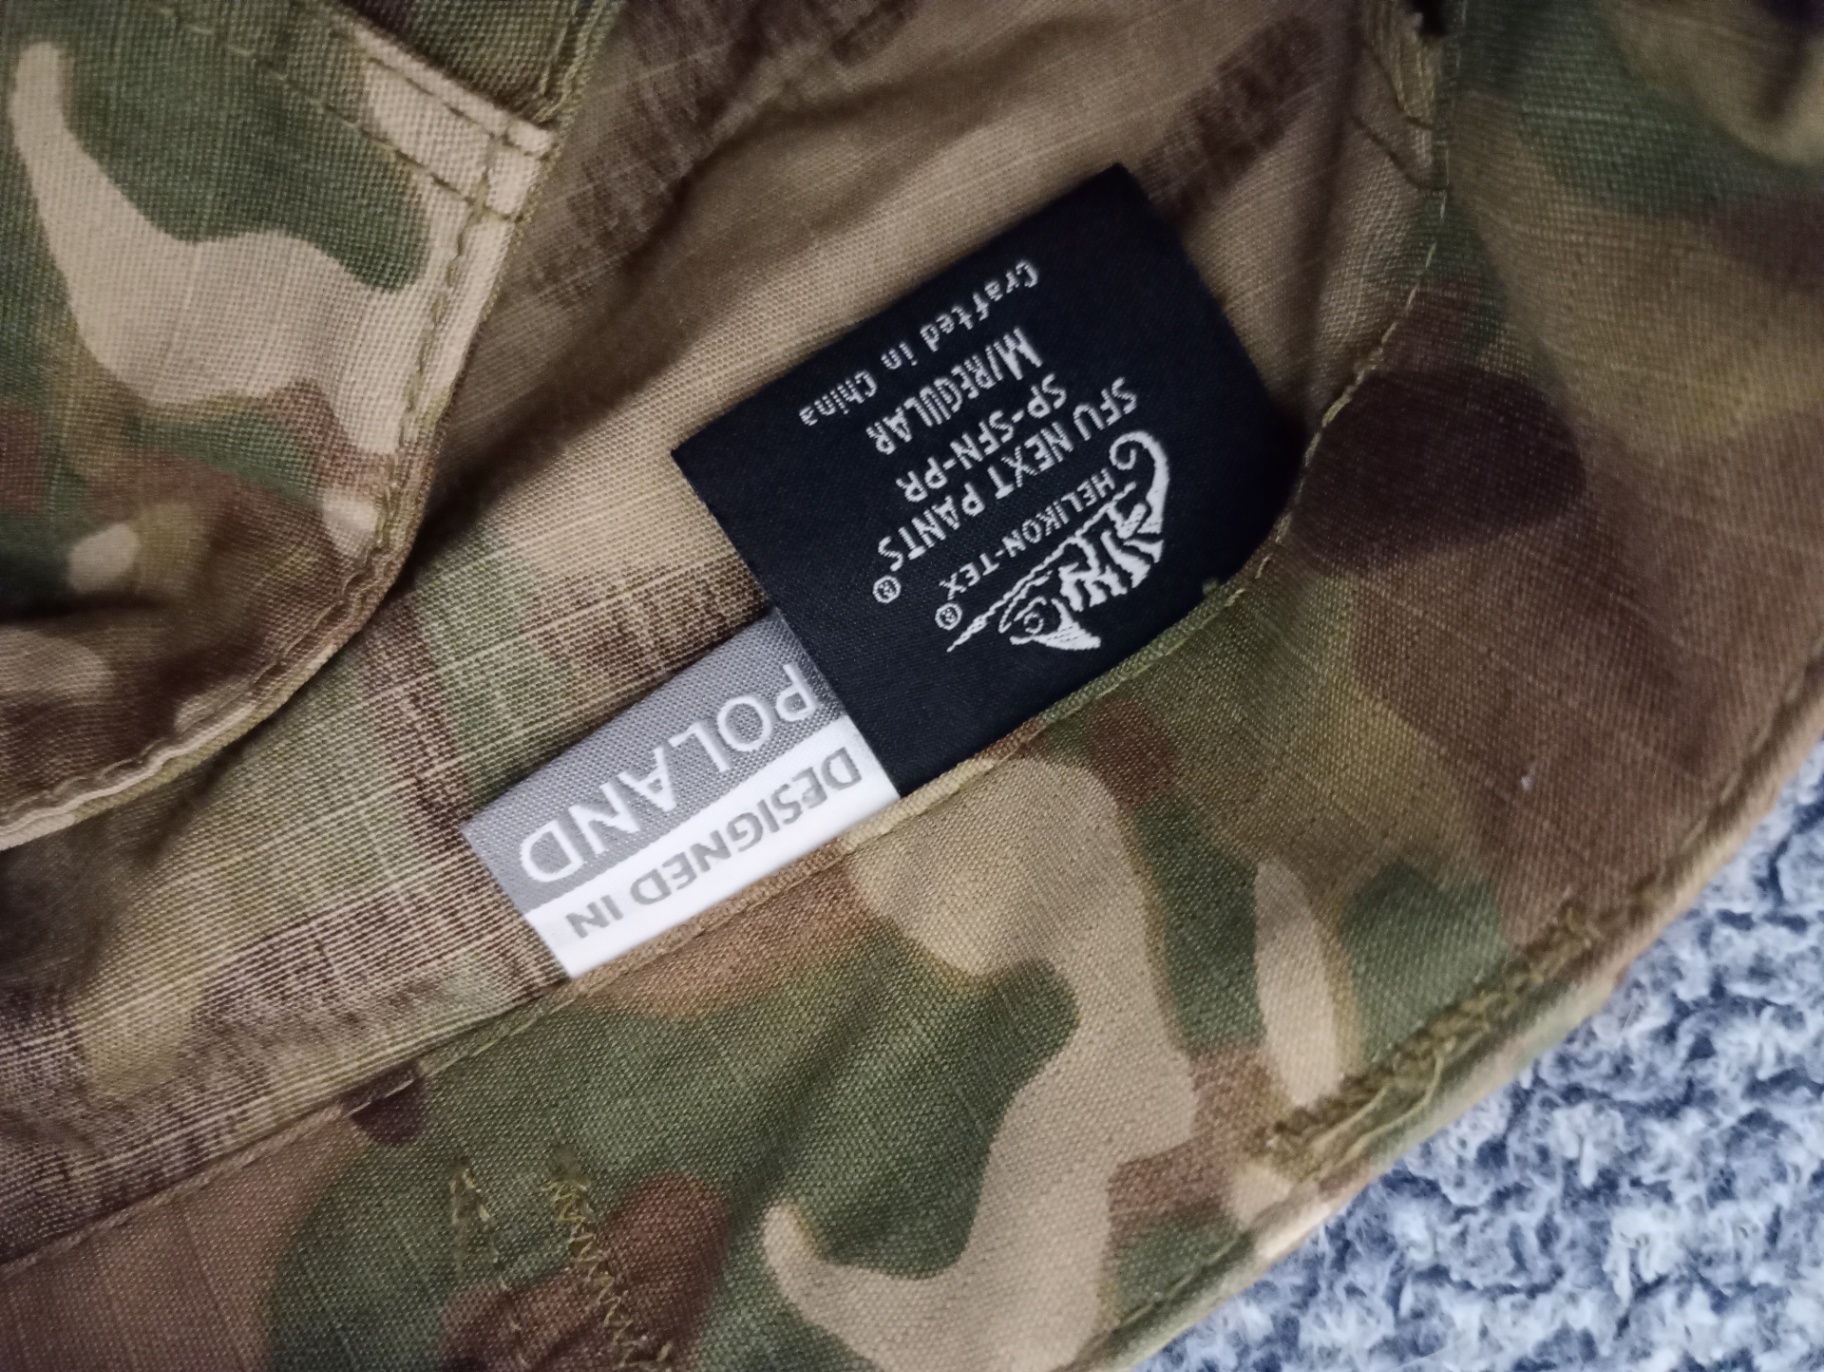 HELIKON-TEX®
SFU NEXT PANTS®
SP-SFN-PR
M/REGULAR
Crafted in China
DESIGNED IN
POLAND